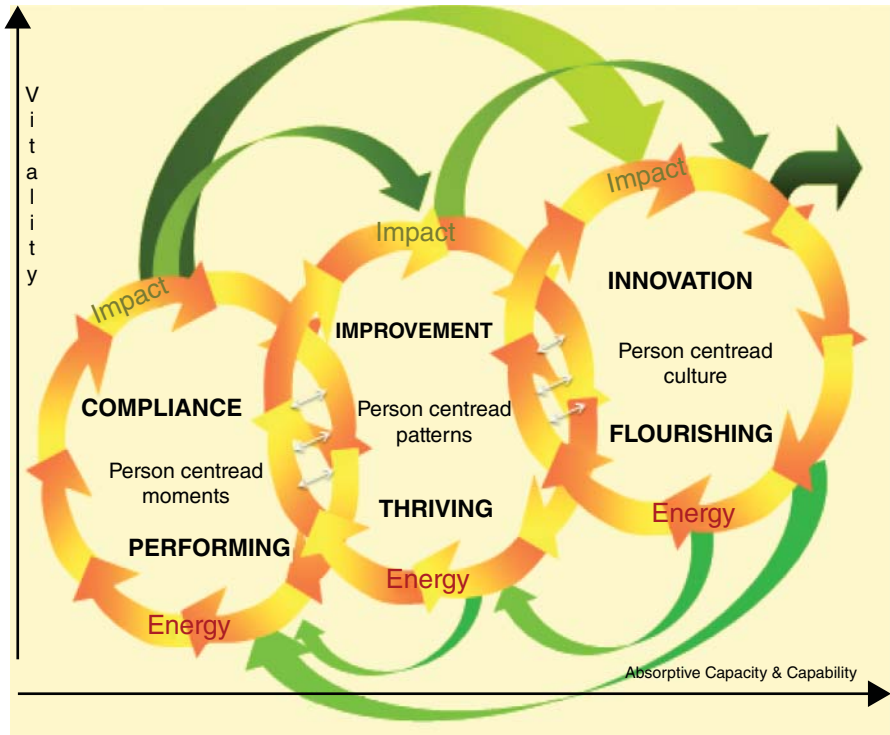 Vitality
Impact
COMPLIANCE
Person centread
moments
PERFORMING
Energy
Impact
IMPROVEMENT
Person centread
patterns
THRIVING
Energy
Impact
INNOVATION
Person centread
culture
FLOURISHING
Energy
Absorptive Capacity & Capability